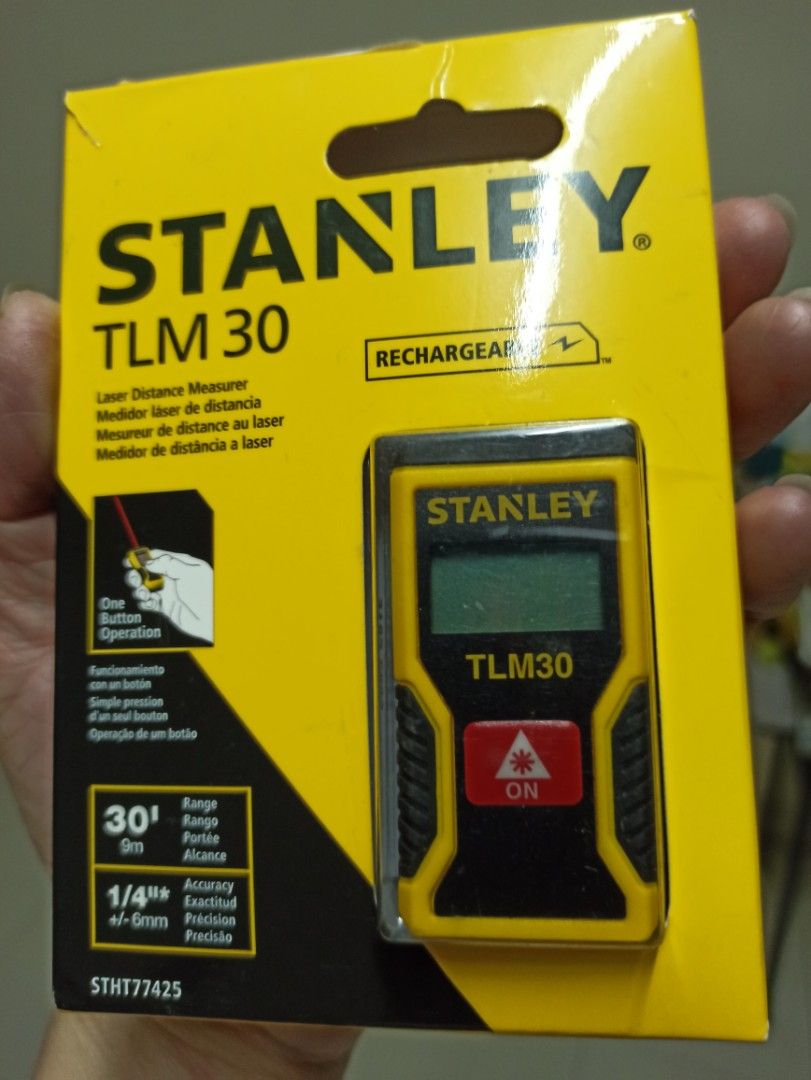 STANLEY®
TLM 30
RECHARGEABLE™
Laser Distance Measurer
Medidor láser de distancia
Mesureur de distance au laser
Medidor de distância a laser
One
Button
Operation
Funcionamiento
con un botón
Simple pression
d'un seul bouton
Operação de um botão
30'
9m
Range
Rango
Portée
Alcance
1/4"*
+/- 6mm
Accuracy
Exactitud
Précision
Precisão
STHT77425
STANLEY
TLM30
ON